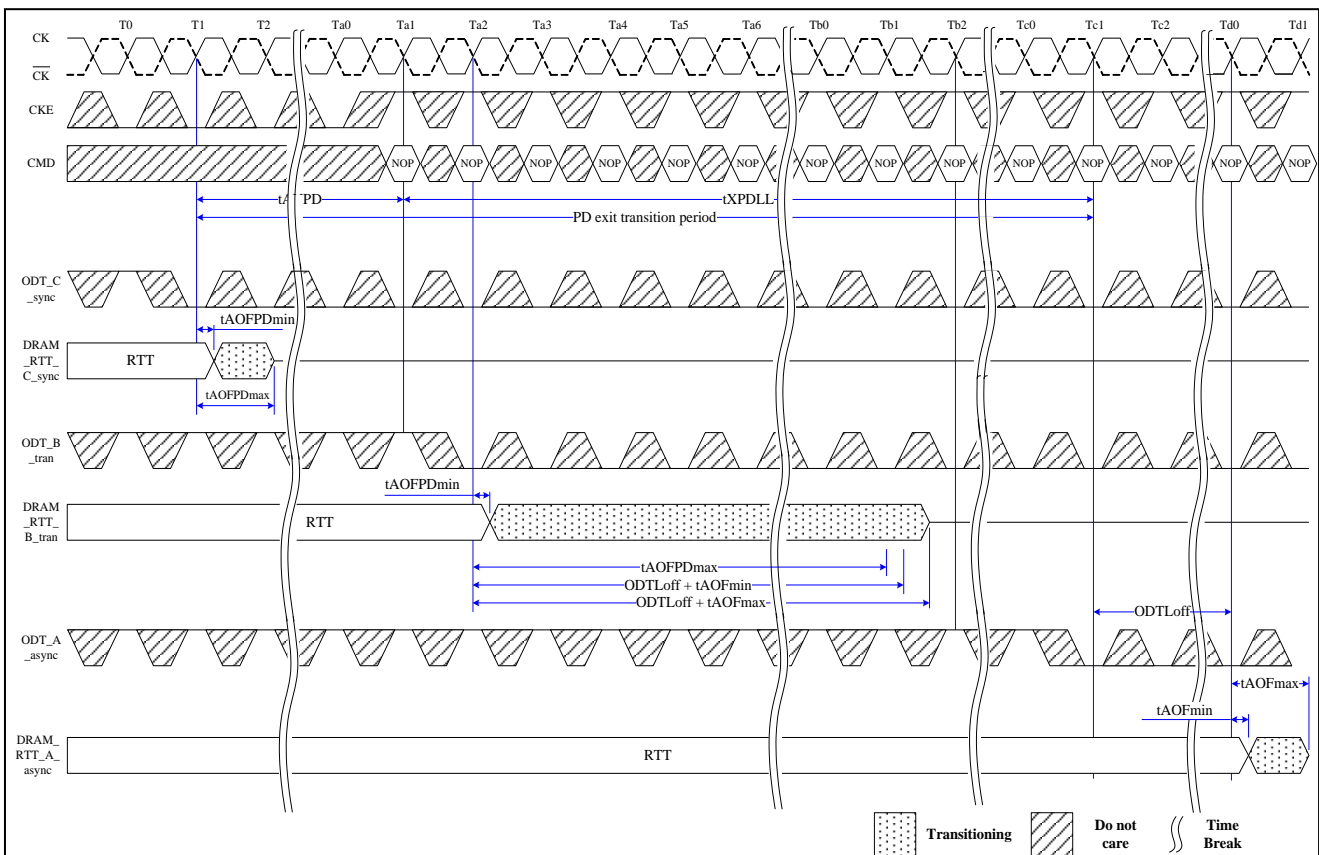 T0 T1 T2 Ta0 Ta1 Ta2 Ta3 Ta4 Ta5 Ta6 Tb0 Tb1 Tb2 Tc0 Tc1 Tc2 Td0 Td1
CK
CK
CKE
CMD
NOP NOP NOP NOP NOP NOP NOP NOP NOP NOP NOP NOP NOP NOP
tXPDLL
PD exit transition period
ODT_C
_sync
tAOFPDmin
DRAM
_RTT_
C_sync
RTT
tAOFPDmax
ODT_B
_tran
tAOFPDmin
DRAM
_RTT_
B_tran
RTT
tAOFPDmax
ODTLoff + tAOFmin
ODTLoff + tAOFmax
ODTLoff
ODT_A
_async
tAOFmax
tAOFmin
DRAM_
RTT_A_
async
RTT
Transitioning
Do not
care
Time
Break